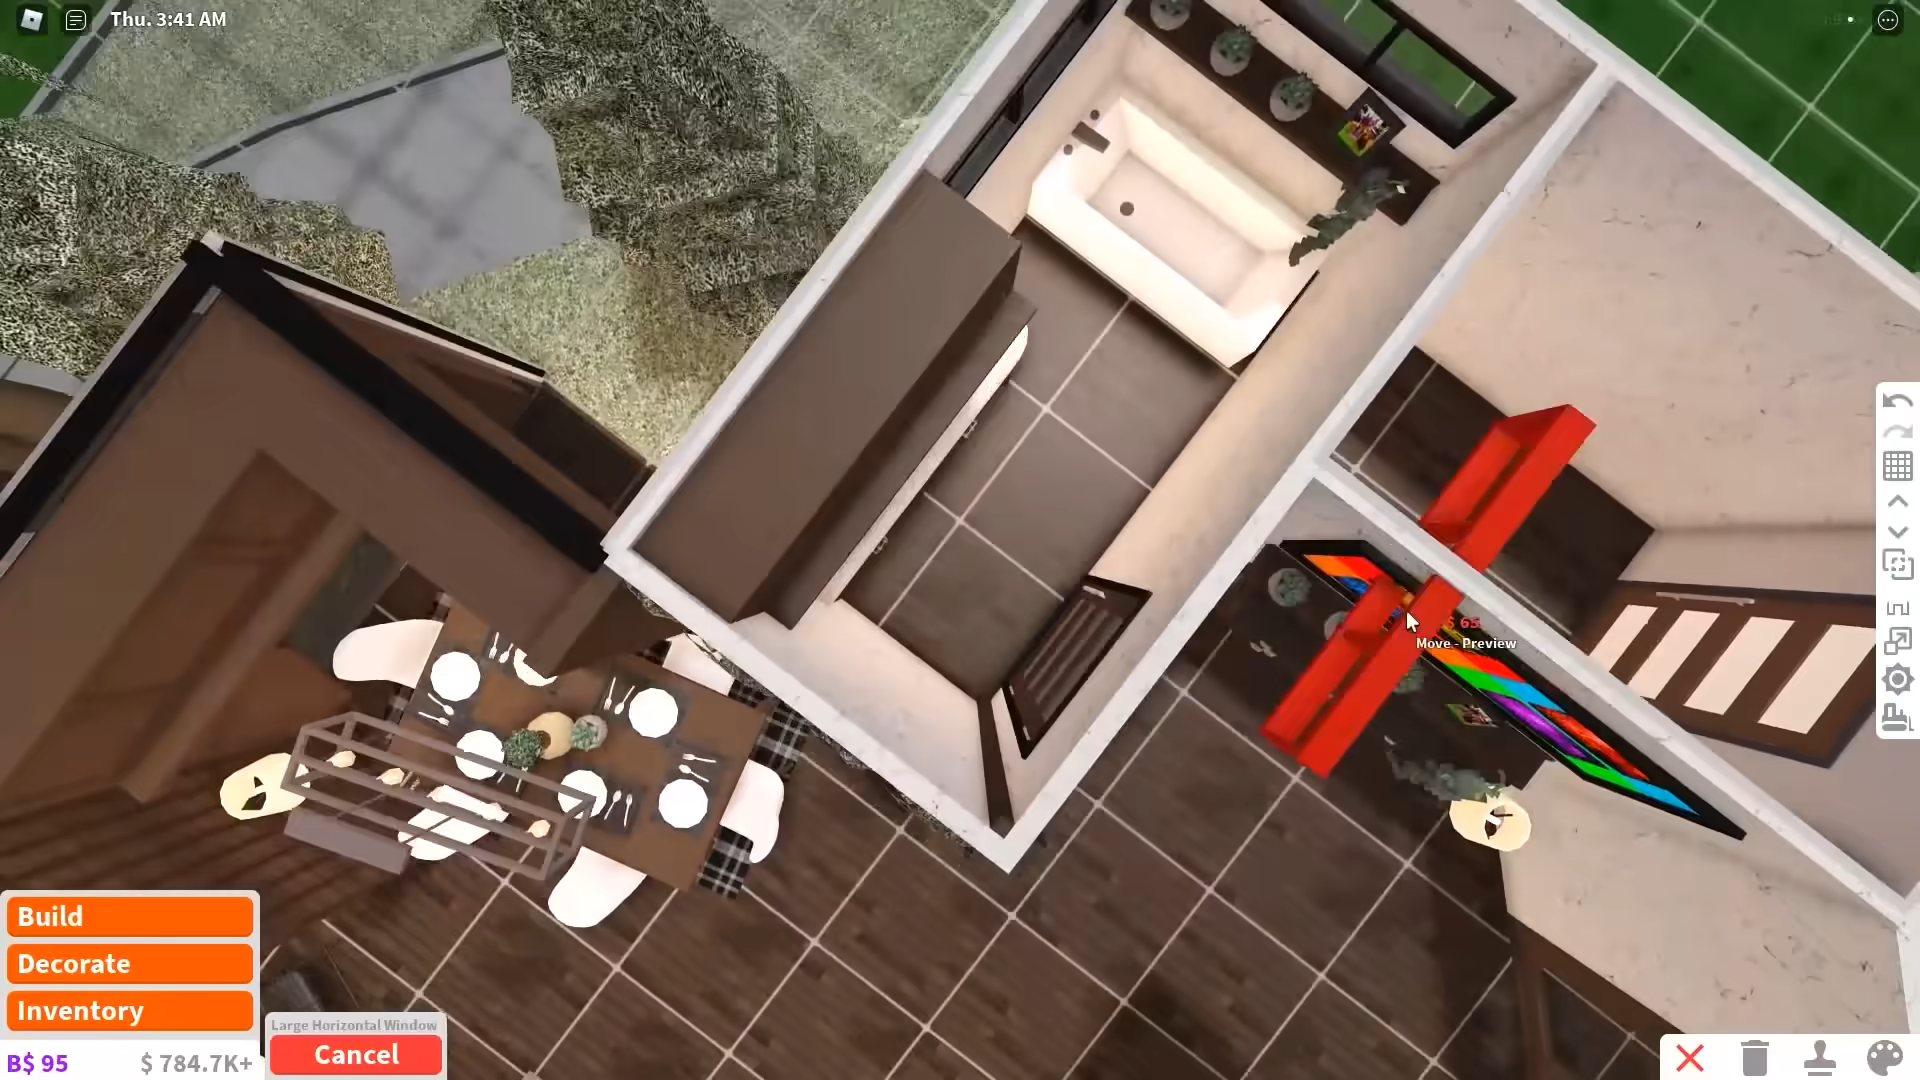 Thu. 3:41 AM
Move - Preview
Build
Decorate
Inventory
Large Horizontal Window
Cancel
B$ 95
$ 784.7K+